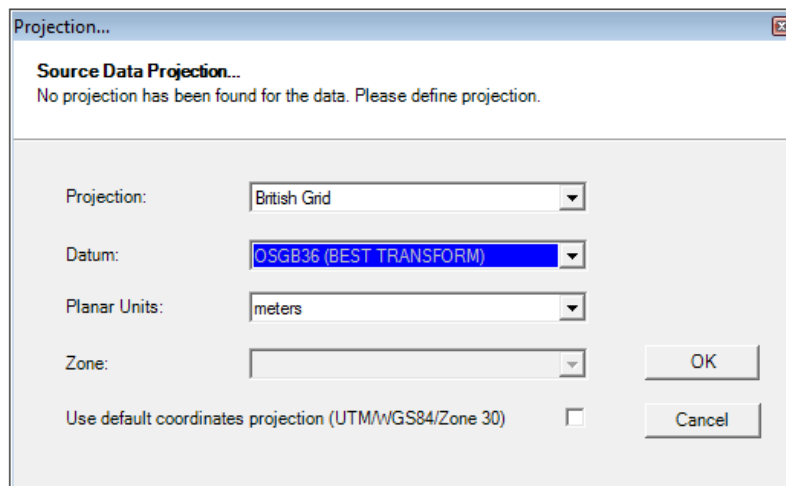 Projection...
Source Data Projection...
No projection has been found for the data. Please define projection.
Projection:
British Grid
Datum:
OSGB36 (BEST TRANSFORM)
Planar Units:
meters
Zone:
OK
Use default coordinates projection (UTM/WGS84/Zone 30)
Cancel